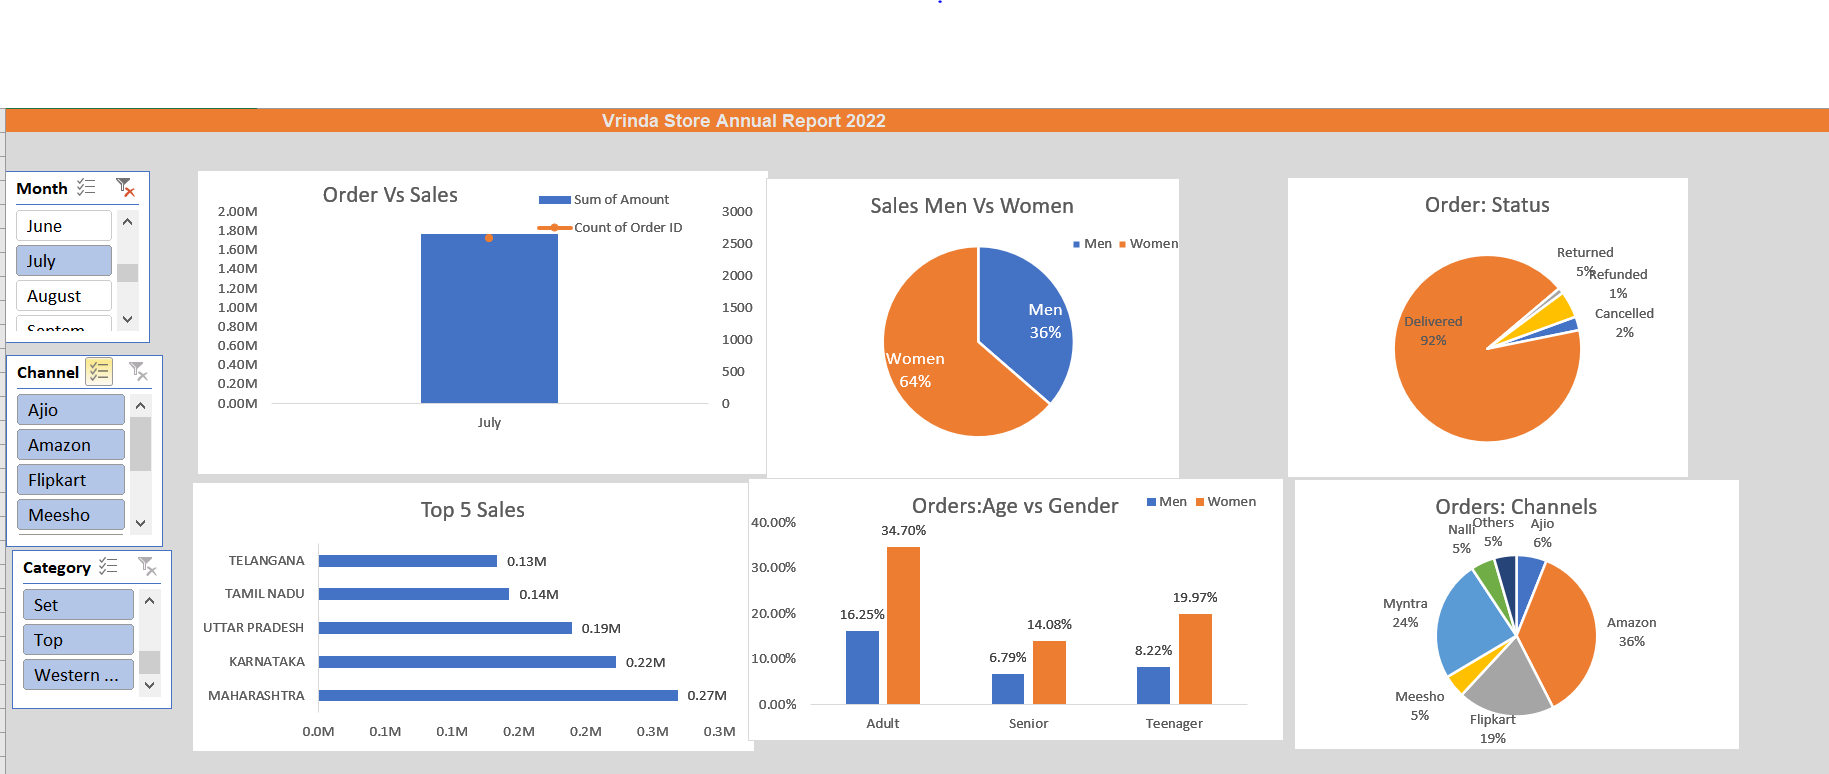 Vrinda Store Annual Report 2022
Month
June
July
August
Channel
Ajio
Amazon
Flipkart
Meesho
Category
Set
Top
Western ...
Order Vs Sales
Sum of Amount
Count of Order ID
2.00M
1.80M
1.60M
1.40M
1.20M
1.00M
0.80M
0.60M
0.40M
0.20M
0.00M
3000
2500
2000
1500
1000
500
0
July
Sales Men Vs Women
Men Women
Men
36%
Women
64%
Order: Status
Returned
5%
Refunded
1%
Cancelled
2%
Delivered
92%
Top 5 Sales
TELANGANA 0.13M
TAMIL NADU 0.14M
UTTAR PRADESH 0.19M
KARNATAKA 0.22M
MAHARASHTRA 0.27M
0.0M 0.1M 0.1M 0.2M 0.2M 0.3M 0.3M
Orders:Age vs Gender
Men Women
40.00%
30.00%
20.00%
10.00%
0.00%
16.25% 34.70%
6.79% 14.08%
8.22% 19.97%
Adult Senior Teenager
Orders: Channels
Nalli
5%
Others
5%
Ajio
6%
Myntra
24%
Amazon
36%
Meesho
5%
Flipkart
19%